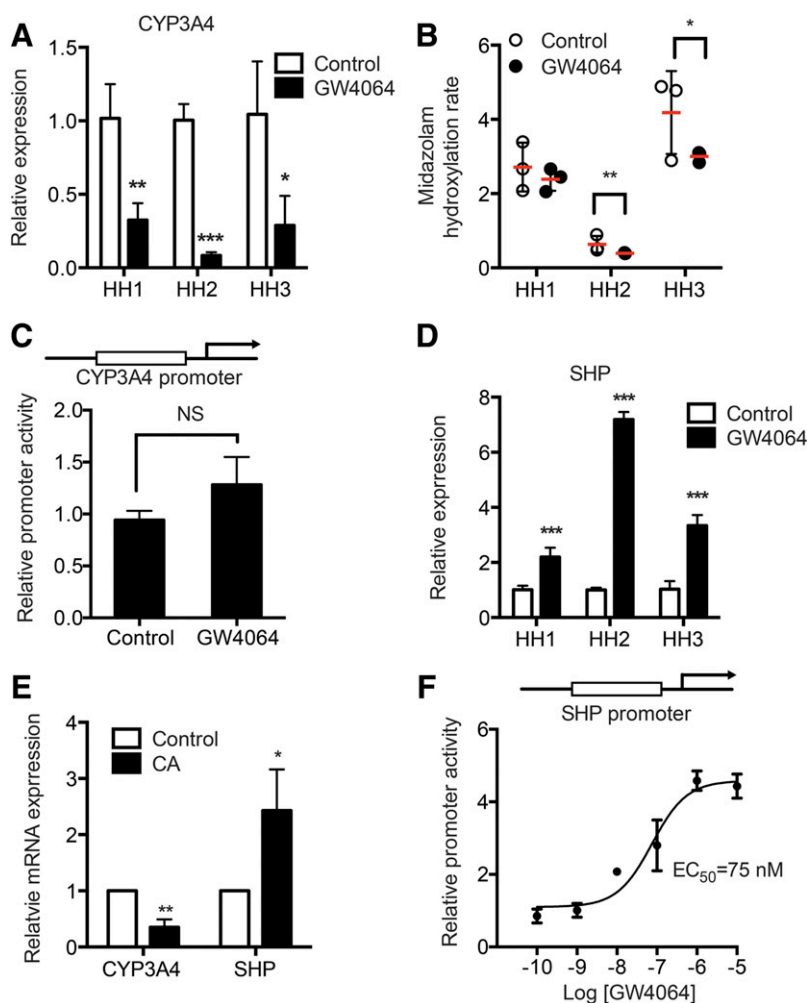 A
CYP3A4
Control
GW4064
Relative expression
1.5
1.0
0.5
0.0
**
***
*
HH1 HH2 HH3
B
Control
GW4064
Midazolam
hydroxylation rate
6
4
2
0
**
*
HH1 HH2 HH3
C
CYP3A4 promoter
Relative promoter activity
2.0
1.5
1.0
0.5
0.0
NS
Control GW4064
D
SHP
Control
GW4064
Relative exprression
8
6
4
2
0
***
***
***
HH1 HH2 HH3
E
Control
CA
Relatvie mRNA exprression
4
3
2
1
0
**
*
CYP3A4 SHP
F
SHP promoter
Relative promoter activity
6
4
2
0
EC50=75 nM
-10 -9 -8 -7 -6 -5
Log [GW4064]